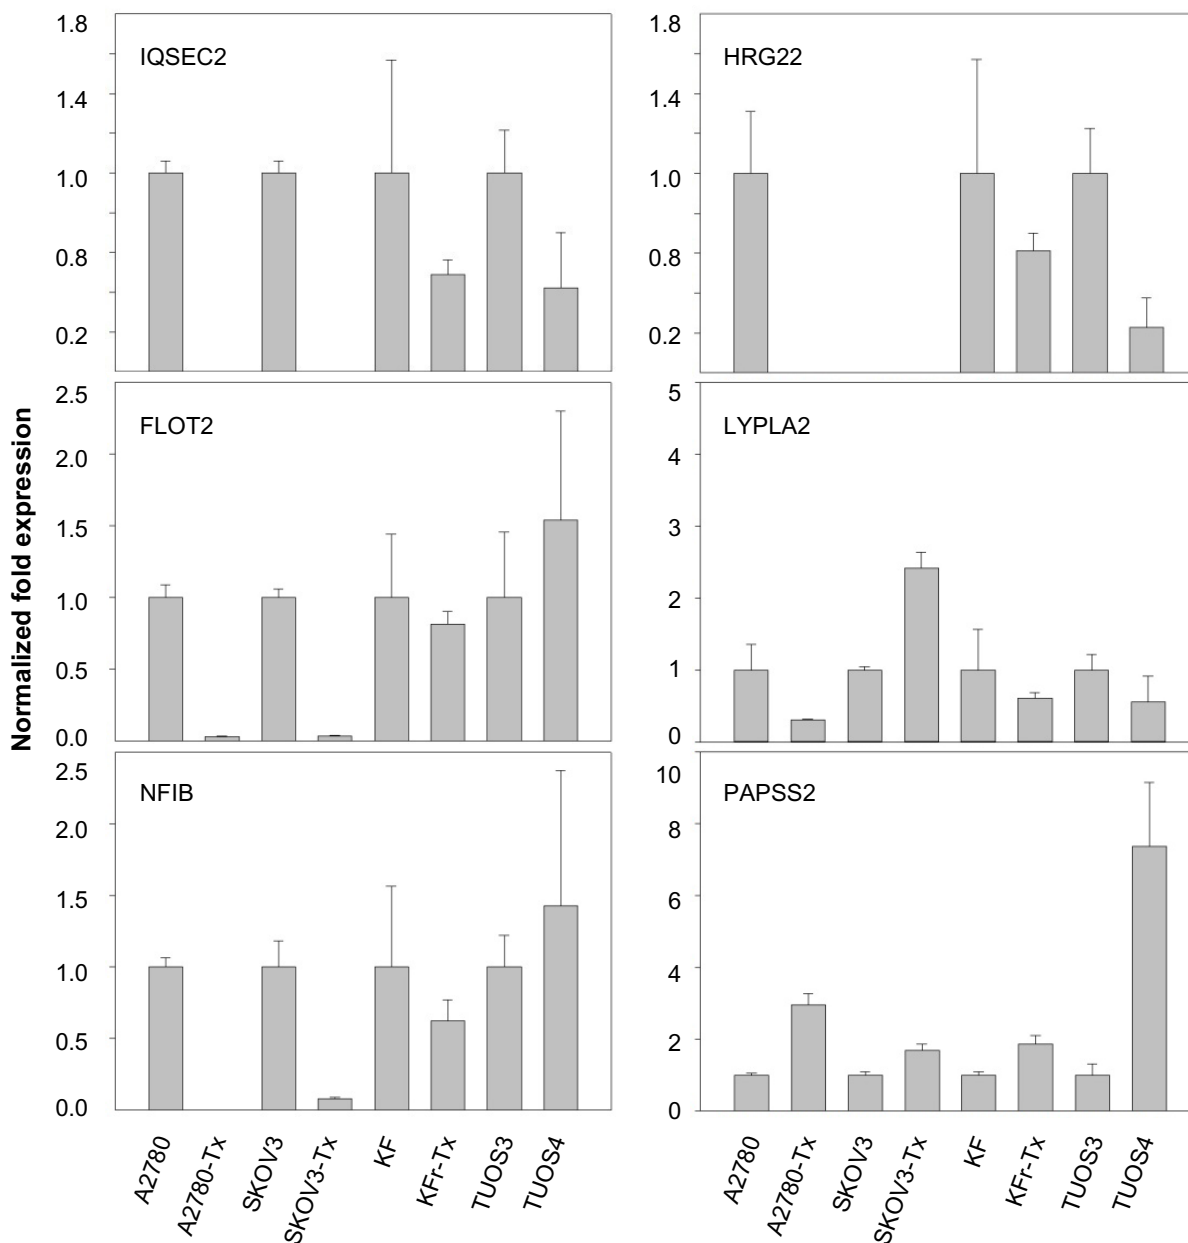 Normalized fold expression
IQSEC2
1.8
1.4
1.0
0.8
0.2
HRG22
1.8
1.4
1.0
0.8
0.2
FLOT2
2.5
2.0
1.5
1.0
0.5
0.0
LYPLA2
5
4
3
2
1
0
NFIB
2.5
2.0
1.5
1.0
0.5
0.0
PAPSS2
10
8
6
4
2
0
A2780
A2780-Tx
SKOV3
SKOV3-Tx
KF
KFr-Tx
TUOS3
TUOS4
A2780
A2780-Tx
SKOV3
SKOV3-Tx
KF
KFr-Tx
TUOS3
TUOS4